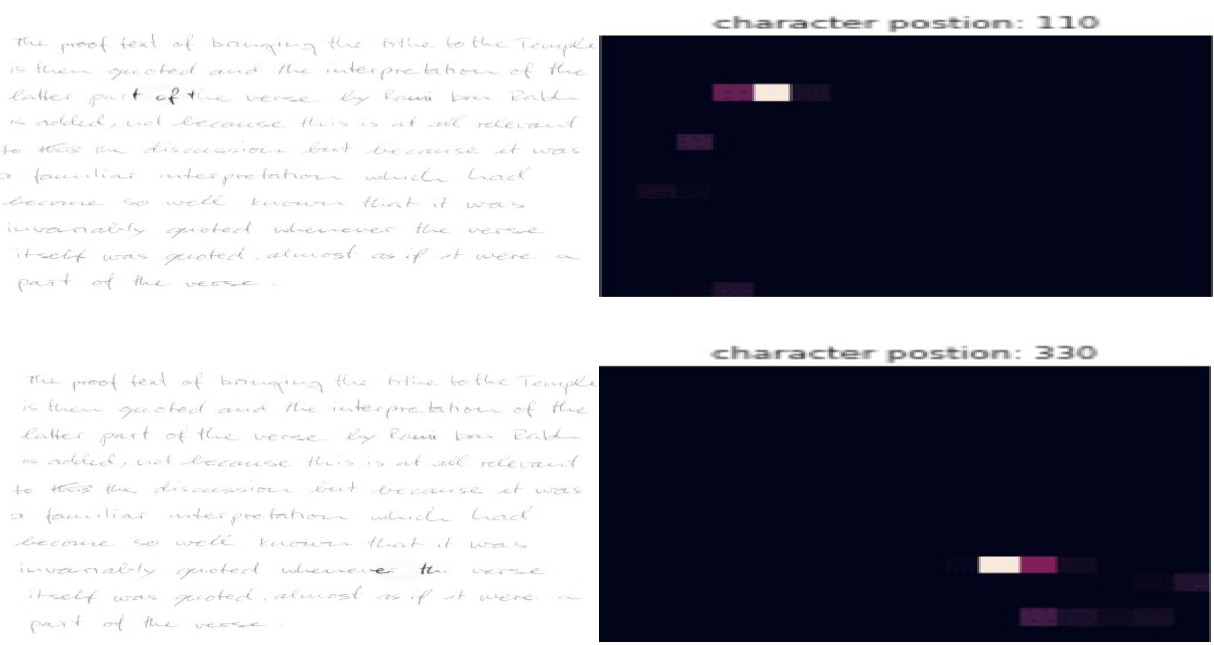 character postion: 110
The proof text of bringing the tithe to the Temple
is then quoted and the interpretation of the
latter part of the verse by Rami bar
is added, not because this is at all relevant
to the discussion but because it was
a familiar interpretation which had
become so well known that it was
invariably quoted whenever the verse
itself was quoted, almost as if it were a
part of the verse.
character postion: 330
The proof text of bringing the tithe to the Temple
is then quoted and the interpretation of the
latter part of the verse by Rami bar
is added, not because this is at all relevant
to the discussion but because it was
a familiar interpretation which had
become so well known that it was
invariably quoted whenever the verse
itself was quoted, almost as if it were a
part of the verse.